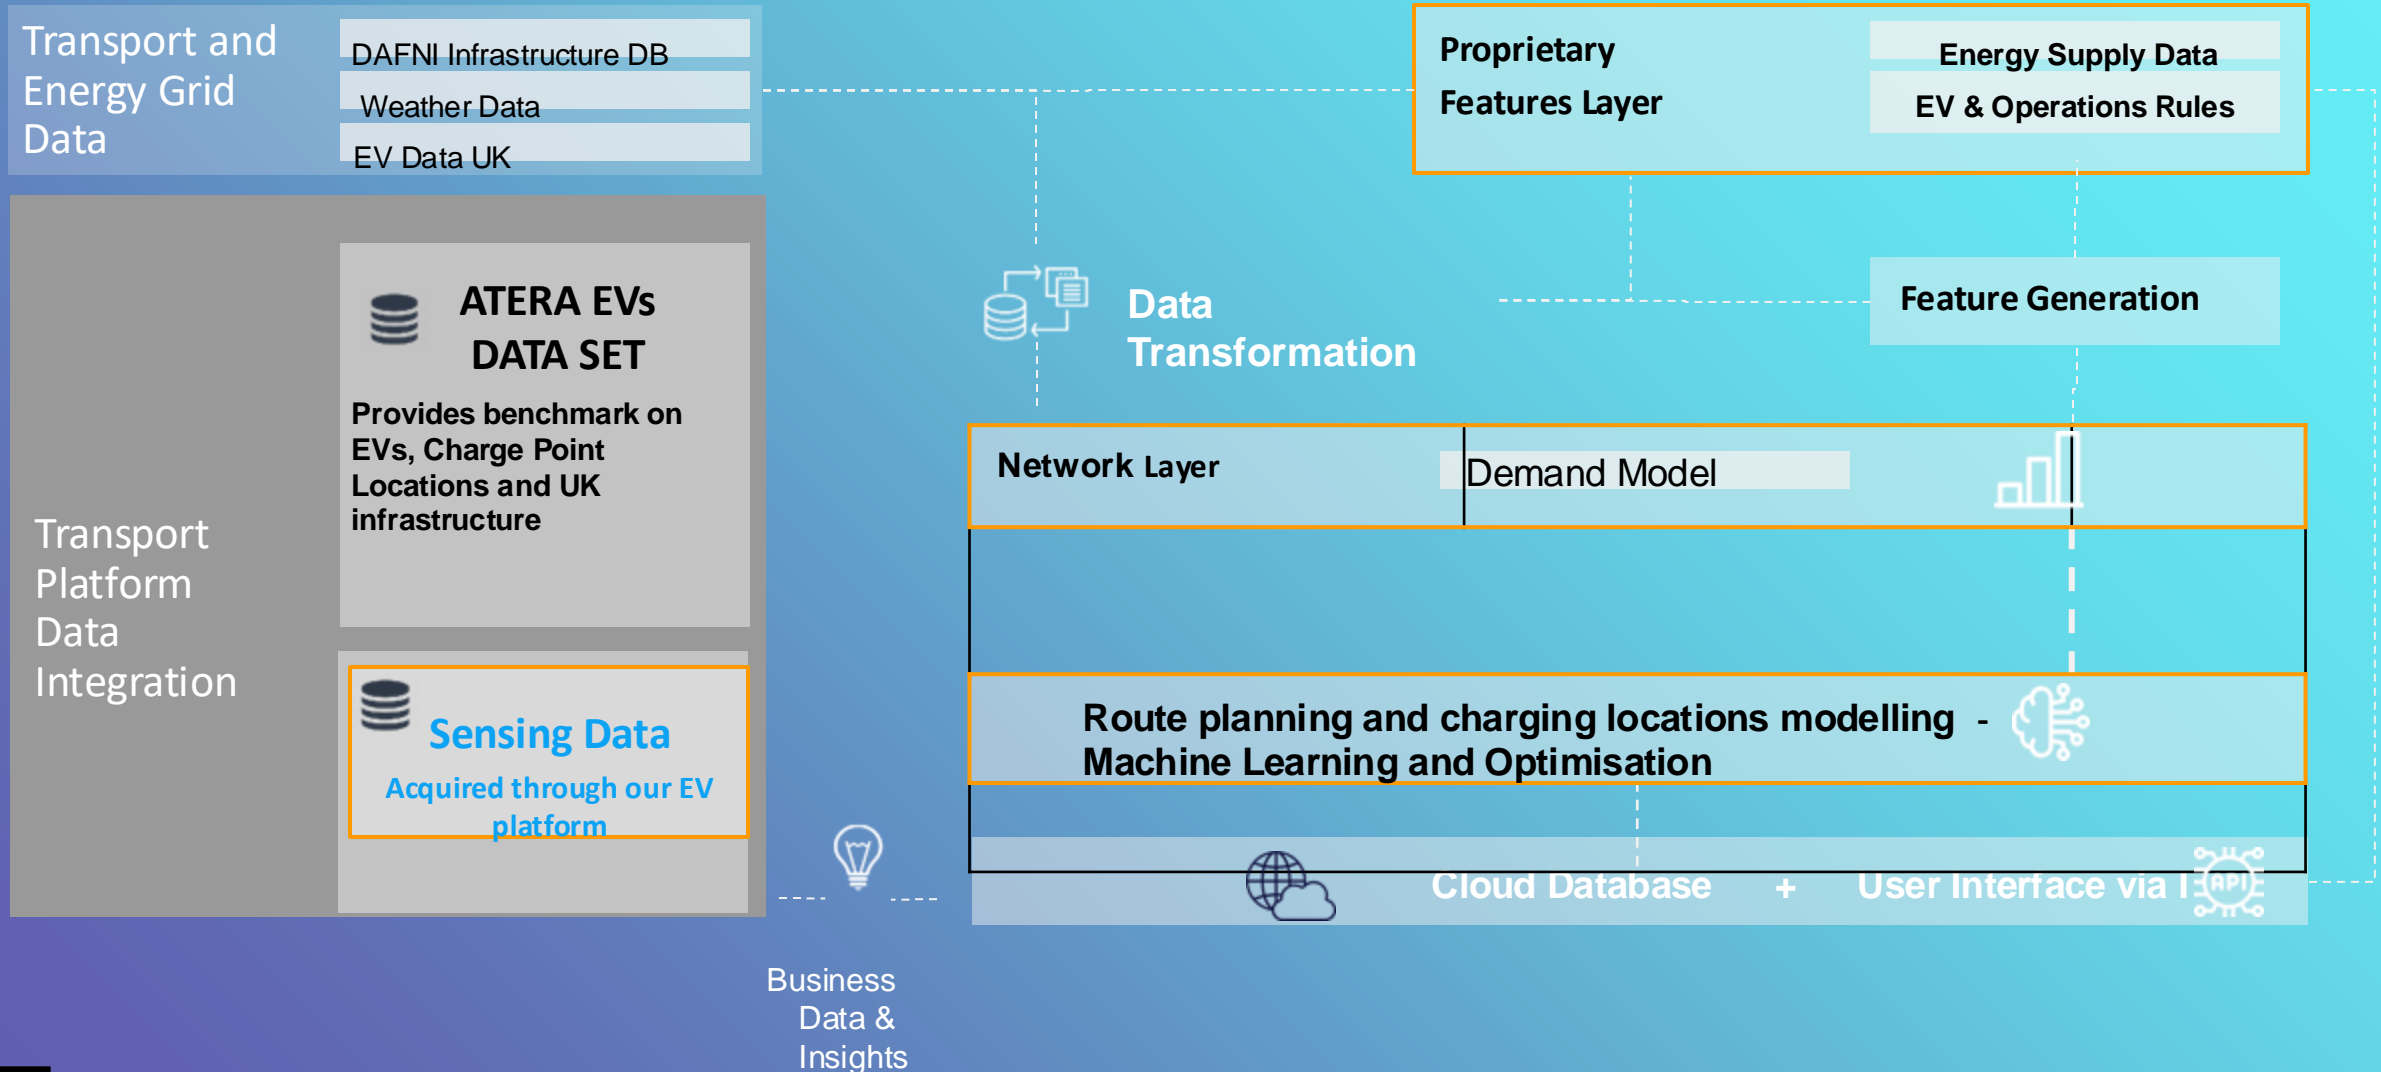 Transport and
Energy Grid
Data
DAFNI Infrastructure DB
Weather Data
EV Data UK
Proprietary
Features Layer
Energy Supply Data
EV & Operations Rules
Transport
Platform
Data
Integration
ATERA EVs
DATA SET
Provides benchmark on
EVs, Charge Point
Locations and UK
infrastructure
Sensing Data
Acquired through our EV
platform
Data
Transformation
Feature Generation
Network Layer
Demand Model
Route planning and charging locations modelling -
Machine Learning and Optimisation
Cloud Database + User Interface via
API
Business
Data &
Insights